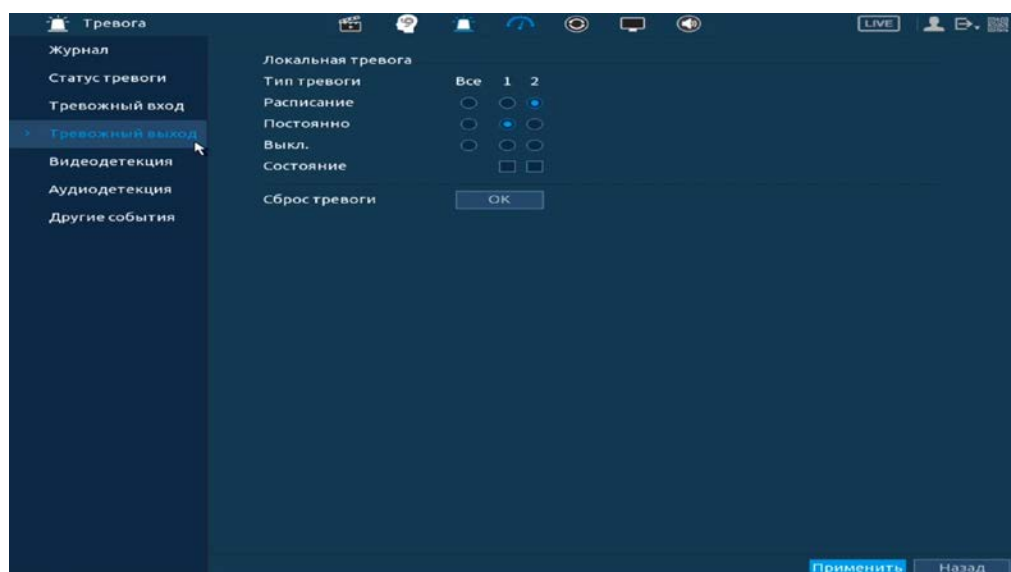 Тревога
LIVE
Журнал
Статус тревоги
Тревожный вход
Тревожный выход
Видеодетекция
Аудиодетекция
Другие события
Локальная тревога
Тип тревоги Все 1 2
Расписание
Постоянно
Выкл.
Состояние
Сброс тревоги OK
Применить Назад